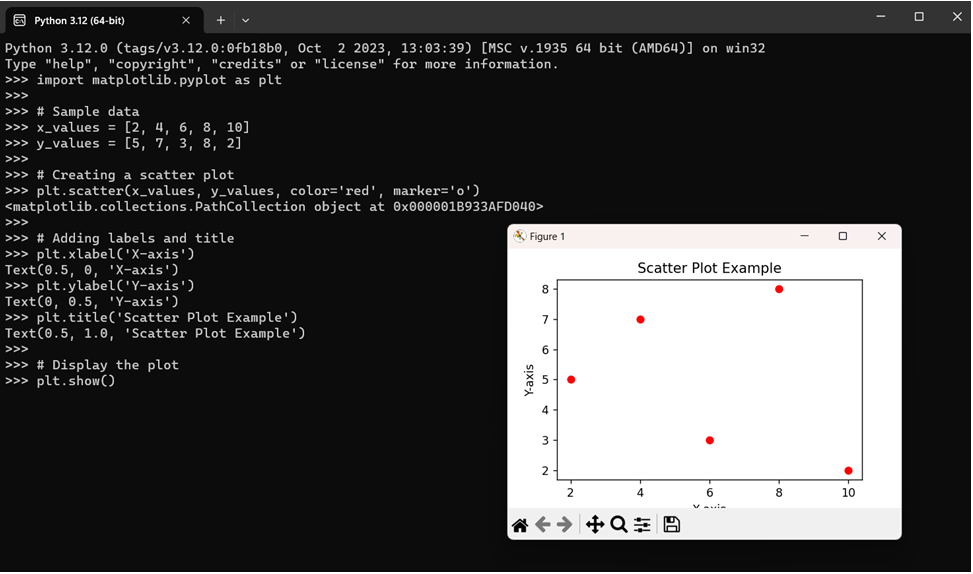 Python 3.12 (64-bit)
Python 3.12.0 (tags/v3.12.0:0fb18b0, Oct  2 2023, 13:03:39) [MSC v.1935 64 bit (AMD64)] on win32
Type "help", "copyright", "credits" or "license" for more information.
>>> import matplotlib.pyplot as plt
>>>
>>> # Sample data
>>> x_values = [2, 4, 6, 8, 10]
>>> y_values = [5, 7, 3, 8, 2]
>>>
>>> # Creating a scatter plot
>>> plt.scatter(x_values, y_values, color='red', marker='o')
<matplotlib.collections.PathCollection object at 0x000001B933AFD040>
>>>
>>> # Adding labels and title
>>> plt.xlabel('X-axis')
Text(0.5, 0, 'X-axis')
>>> plt.ylabel('Y-axis')
Text(0, 0.5, 'Y-axis')
>>> plt.title('Scatter Plot Example')
Text(0.5, 1.0, 'Scatter Plot Example')
>>>
>>> # Display the plot
>>> plt.show()
Figure 1
Scatter Plot Example
8
7
6
5
4
3
2
Y-axis
2 4 6 8 10
X-axis